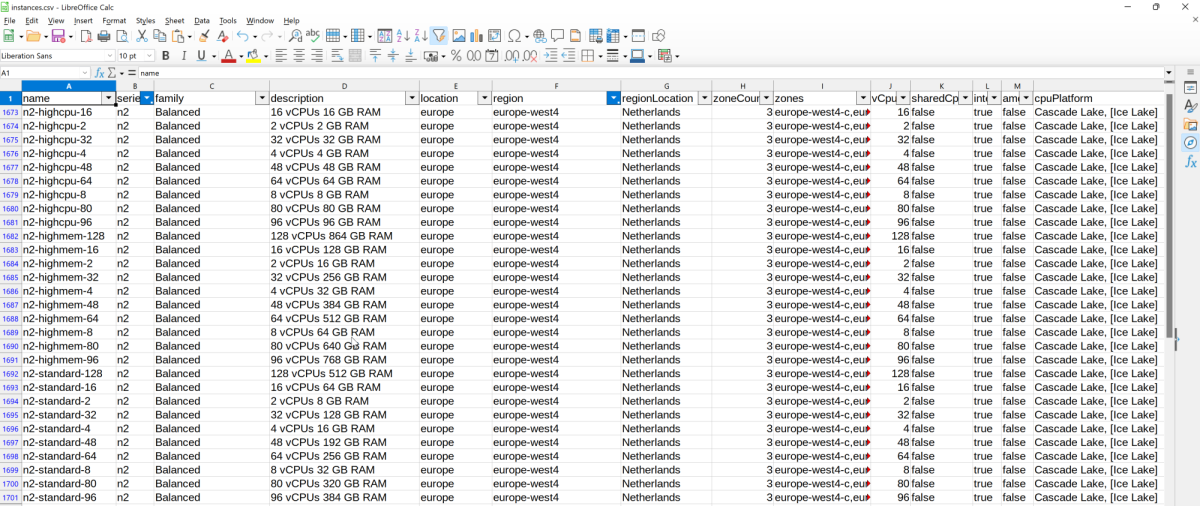 instances.csv - LibreOffice Calc
File Edit View Insert Format Styles Sheet Data Tools Window Help
Liberation Sans 10 pt
A1 name
A B C D E F G H I J K L M
1 name serie family description location region regionLocation zoneCou zones vCpu sharedCp int am cpuPlatform
1673 n2-highcpu-16 n2 Balanced 16 vCPUs 16 GB RAM europe europe-west4 Netherlands 3 europe-west4-c,eur 16 false true false Cascade Lake, [Ice Lake]
1674 n2-highcpu-2 n2 Balanced 2 vCPUs 2 GB RAM europe europe-west4 Netherlands 3 europe-west4-c,eur 2 false true false Cascade Lake, [Ice Lake]
1675 n2-highcpu-32 n2 Balanced 32 vCPUs 32 GB RAM europe europe-west4 Netherlands 3 europe-west4-c,eur 32 false true false Cascade Lake, [Ice Lake]
1676 n2-highcpu-4 n2 Balanced 4 vCPUs 4 GB RAM europe europe-west4 Netherlands 3 europe-west4-c,eur 4 false true false Cascade Lake, [Ice Lake]
1677 n2-highcpu-48 n2 Balanced 48 vCPUs 48 GB RAM europe europe-west4 Netherlands 3 europe-west4-c,eur 48 false true false Cascade Lake, [Ice Lake]
1678 n2-highcpu-64 n2 Balanced 64 vCPUs 64 GB RAM europe europe-west4 Netherlands 3 europe-west4-c,eur 64 false true false Cascade Lake, [Ice Lake]
1679 n2-highcpu-8 n2 Balanced 8 vCPUs 8 GB RAM europe europe-west4 Netherlands 3 europe-west4-c,eur 8 false true false Cascade Lake, [Ice Lake]
1680 n2-highcpu-80 n2 Balanced 80 vCPUs 80 GB RAM europe europe-west4 Netherlands 3 europe-west4-c,eur 80 false true false Cascade Lake, [Ice Lake]
1681 n2-highcpu-96 n2 Balanced 96 vCPUs 96 GB RAM europe europe-west4 Netherlands 3 europe-west4-c,eur 96 false true false Cascade Lake, [Ice Lake]
1682 n2-highmem-128 n2 Balanced 128 vCPUs 864 GB RAM europe europe-west4 Netherlands 3 europe-west4-c,eur 128 false true false Cascade Lake, [Ice Lake]
1683 n2-highmem-16 n2 Balanced 16 vCPUs 128 GB RAM europe europe-west4 Netherlands 3 europe-west4-c,eur 16 false true false Cascade Lake, [Ice Lake]
1684 n2-highmem-2 n2 Balanced 2 vCPUs 16 GB RAM europe europe-west4 Netherlands 3 europe-west4-c,eur 2 false true false Cascade Lake, [Ice Lake]
1685 n2-highmem-32 n2 Balanced 32 vCPUs 256 GB RAM europe europe-west4 Netherlands 3 europe-west4-c,eur 32 false true false Cascade Lake, [Ice Lake]
1686 n2-highmem-4 n2 Balanced 4 vCPUs 32 GB RAM europe europe-west4 Netherlands 3 europe-west4-c,eur 4 false true false Cascade Lake, [Ice Lake]
1687 n2-highmem-48 n2 Balanced 48 vCPUs 384 GB RAM europe europe-west4 Netherlands 3 europe-west4-c,eur 48 false true false Cascade Lake, [Ice Lake]
1688 n2-highmem-64 n2 Balanced 64 vCPUs 512 GB RAM europe europe-west4 Netherlands 3 europe-west4-c,eur 64 false true false Cascade Lake, [Ice Lake]
1689 n2-highmem-8 n2 Balanced 8 vCPUs 64 GB RAM europe europe-west4 Netherlands 3 europe-west4-c,eur 8 false true false Cascade Lake, [Ice Lake]
1690 n2-highmem-80 n2 Balanced 80 vCPUs 640 GB RAM europe europe-west4 Netherlands 3 europe-west4-c,eur 80 false true false Cascade Lake, [Ice Lake]
1691 n2-highmem-96 n2 Balanced 96 vCPUs 768 GB RAM europe europe-west4 Netherlands 3 europe-west4-c,eur 96 false true false Cascade Lake, [Ice Lake]
1692 n2-standard-128 n2 Balanced 128 vCPUs 512 GB RAM europe europe-west4 Netherlands 3 europe-west4-c,eur 128 false true false Cascade Lake, [Ice Lake]
1693 n2-standard-16 n2 Balanced 16 vCPUs 64 GB RAM europe europe-west4 Netherlands 3 europe-west4-c,eur 16 false true false Cascade Lake, [Ice Lake]
1694 n2-standard-2 n2 Balanced 2 vCPUs 8 GB RAM europe europe-west4 Netherlands 3 europe-west4-c,eur 2 false true false Cascade Lake, [Ice Lake]
1695 n2-standard-32 n2 Balanced 32 vCPUs 128 GB RAM europe europe-west4 Netherlands 3 europe-west4-c,eur 32 false true false Cascade Lake, [Ice Lake]
1696 n2-standard-4 n2 Balanced 4 vCPUs 16 GB RAM europe europe-west4 Netherlands 3 europe-west4-c,eur 4 false true false Cascade Lake, [Ice Lake]
1697 n2-standard-48 n2 Balanced 48 vCPUs 192 GB RAM europe europe-west4 Netherlands 3 europe-west4-c,eur 48 false true false Cascade Lake, [Ice Lake]
1698 n2-standard-64 n2 Balanced 64 vCPUs 256 GB RAM europe europe-west4 Netherlands 3 europe-west4-c,eur 64 false true false Cascade Lake, [Ice Lake]
1699 n2-standard-8 n2 Balanced 8 vCPUs 32 GB RAM europe europe-west4 Netherlands 3 europe-west4-c,eur 8 false true false Cascade Lake, [Ice Lake]
1700 n2-standard-80 n2 Balanced 80 vCPUs 320 GB RAM europe europe-west4 Netherlands 3 europe-west4-c,eur 80 false true false Cascade Lake, [Ice Lake]
1701 n2-standard-96 n2 Balanced 96 vCPUs 384 GB RAM europe europe-west4 Netherlands 3 europe-west4-c,eur 96 false true false Cascade Lake, [Ice Lake]